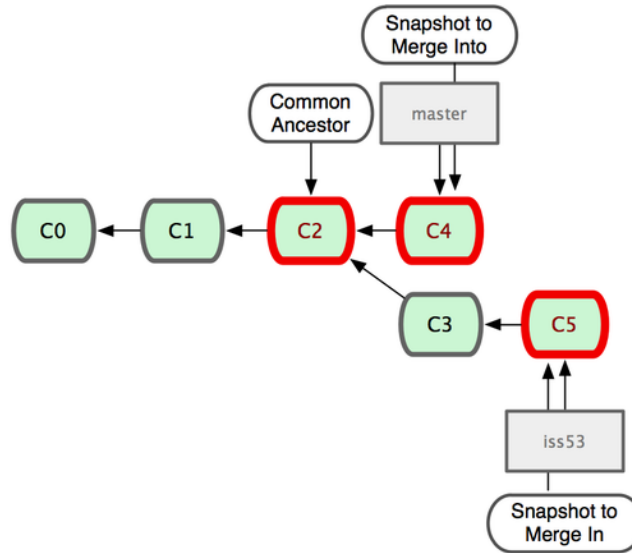 Snapshot to
Merge Into
Common
Ancestor
master
C0
C1
C2
C4
C3
C5
iss53
Snapshot to
Merge In